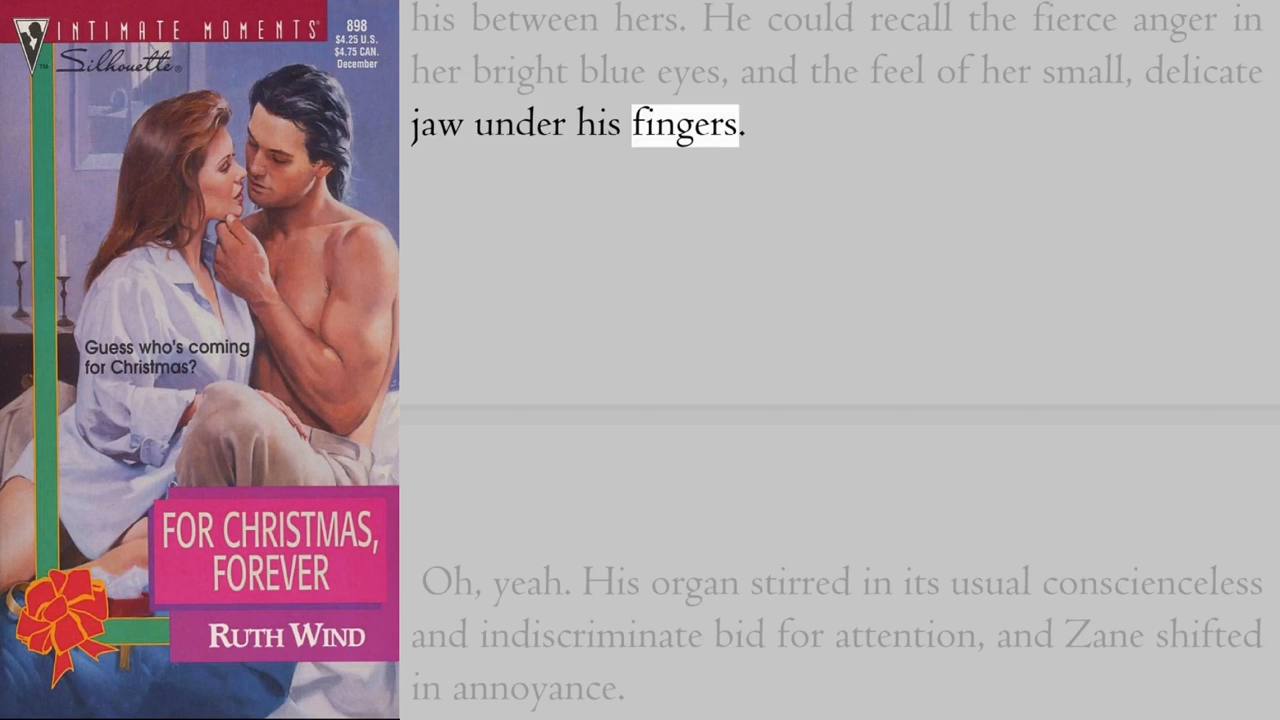 INTIMATE MOMENTS
898
$4.25 U.S.
$4.75 CAN.
December
TM
Silhouette®
Guess who's coming
for Christmas?
FOR CHRISTMAS,
FOREVER
RUTH WIND
his between hers. He could recall the fierce anger in
her bright blue eyes, and the feel of her small, delicate
jaw under his fingers.
Oh, yeah. His organ stirred in its usual conscienceless
and indiscriminate bid for attention, and Zane shifted
in annoyance.